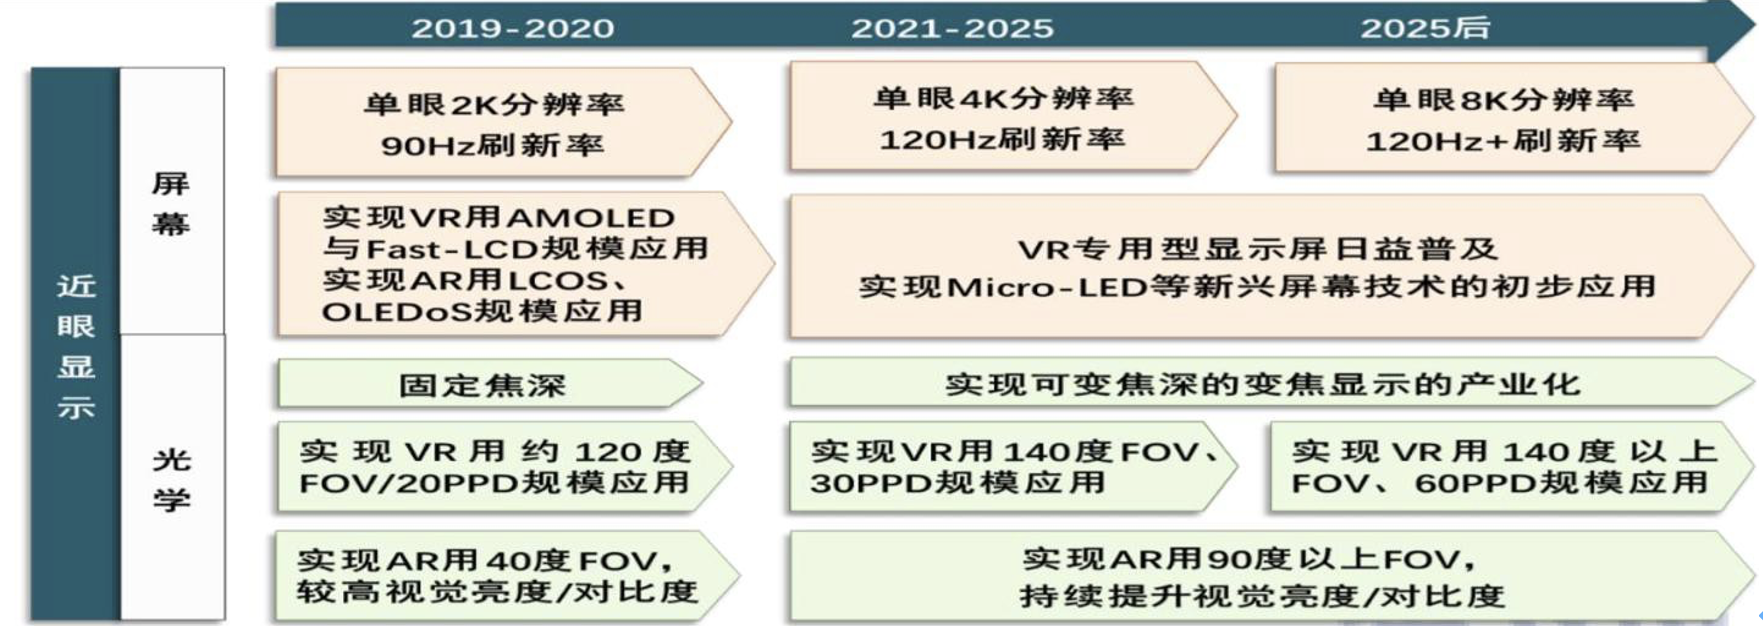 2019-2020
2021-2025
2025后
近眼显示
屏幕
单眼2K分辨率
90Hz刷新率
单眼4K分辨率
120Hz刷新率
单眼8K分辨率
120Hz+刷新率
实现VR用AMOLED
与Fast-LCD规模应用
实现AR用LCOS、
OLEDoS规模应用
VR专用型显示屏日益普及
实现Micro-LED等新兴屏幕技术的初步应用
光学
固定焦深
实现可变焦深的变焦显示的产业化
实现VR用约120度
FOV/20PPD规模应用
实现VR用140度FOV、
30PPD规模应用
实现VR用140度以上
FOV、60PPD规模应用
实现AR用40度FOV，
较高视觉亮度/对比度
实现AR用90度以上FOV，
持续提升视觉亮度/对比度